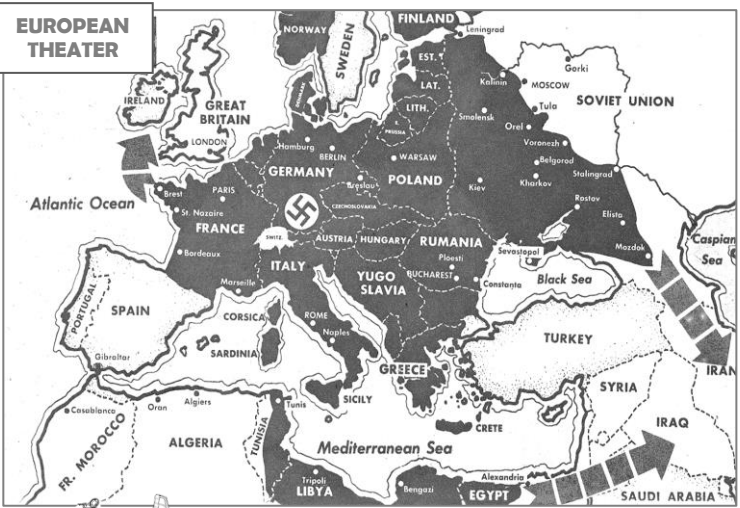 EUROPEAN
THEATER
FINLAND
NORWAY
SWEDEN
Leningrad
EST.
LAT.
LITH.
E.
PRUSSIA
DENMARK
Kalinin
Gorki
MOSCOW
SOVIET UNION
Tula
Smolensk
Orel
Voronezh
Belgorod
Stalingrad
Kharkov
Kiev
Rostov
Elista
Mozdok
IRELAND
GREAT
BRITAIN
LONDON
Hamburg
BERLIN
GERMANY
WARSAW
POLAND
Breslau
CZECHOSLOVAKIA
Atlantic Ocean
Brest
PARIS
St. Nazaire
FRANCE
Bordeaux
Marseille
SWITZ.
AUSTRIA
HUNGARY
RUMANIA
Ploesti
BUCHAREST
Constanta
Sevastopol
Black Sea
Caspian
Sea
ITALY
YUGO
SLAVIA
ROME
Naples
CORSICA
SARDINIA
SICILY
PORTUGAL
SPAIN
Gibraltar
GREECE
CRETE
TURKEY
SYRIA
IRAN
IRAQ
SAUDI ARABIA
Mediterranean Sea
Casablanca
FR. MOROCCO
Oran
Algiers
ALGERIA
Tunis
TUNISIA
Tripoli
LIBYA
Bengazi
Alexandria
EGYPT